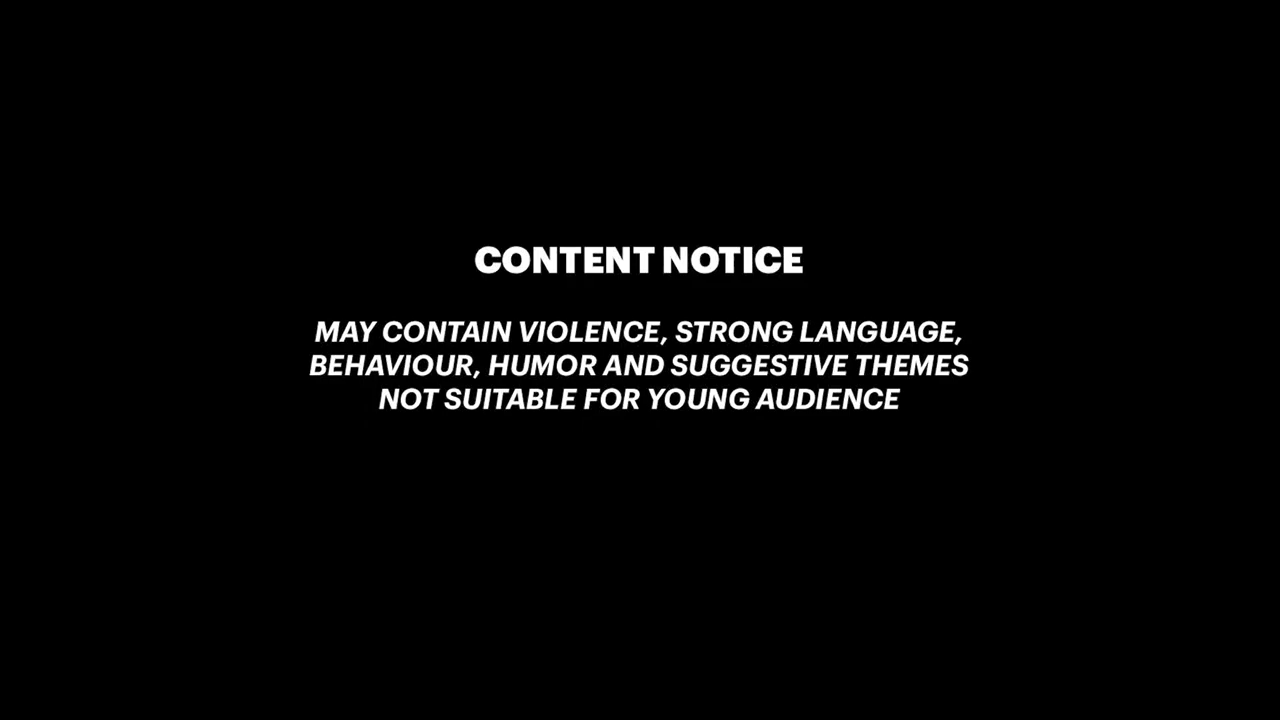 CONTENT NOTICE
MAY CONTAIN VIOLENCE, STRONG LANGUAGE,
BEHAVIOUR, HUMOR AND SUGGESTIVE THEMES
NOT SUITABLE FOR YOUNG AUDIENCE